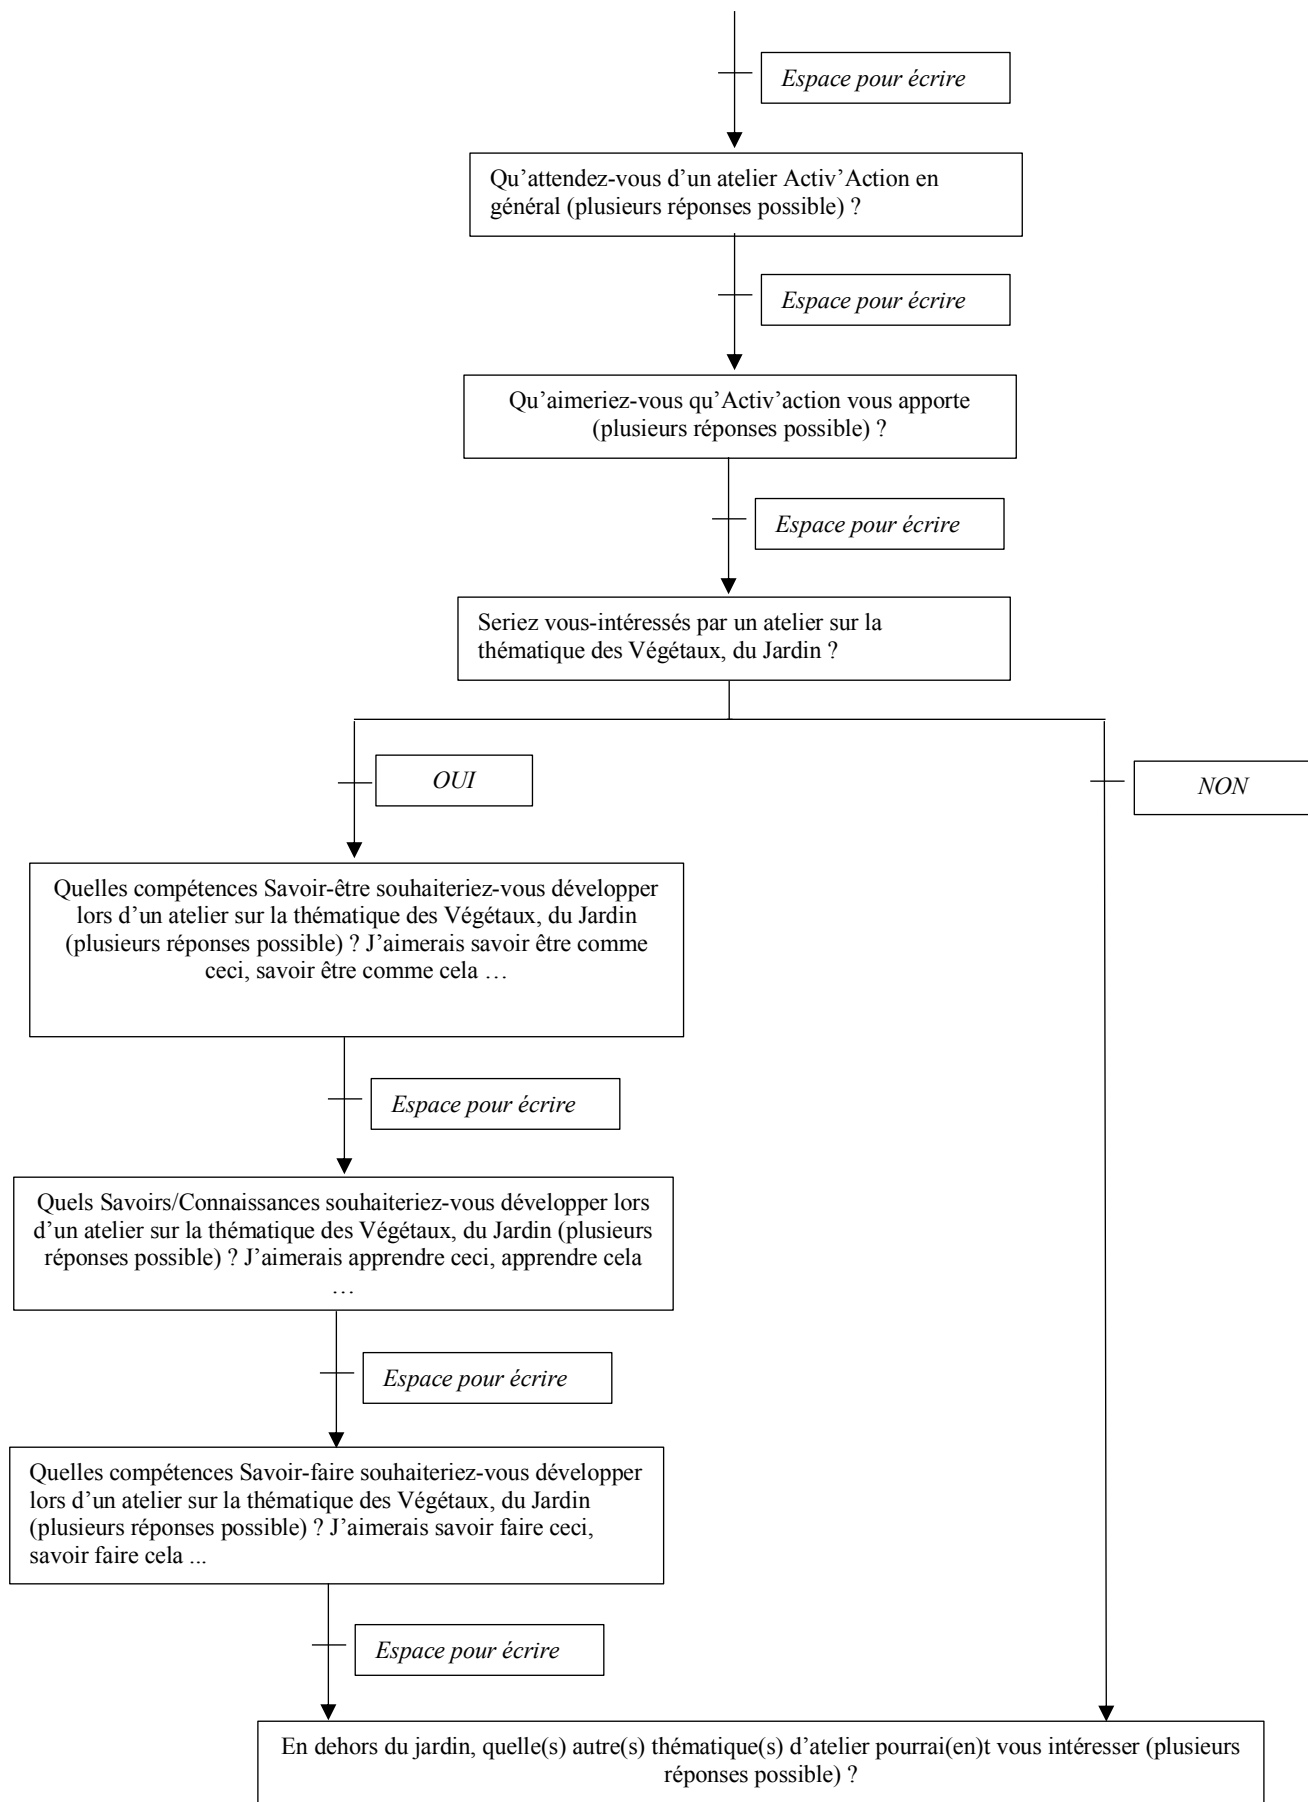 Espace pour écrire
Qu’attendez-vous d’un atelier Activ’Action en
général (plusieurs réponses possible) ?
Espace pour écrire
Qu’aimeriez-vous qu’Activ’action vous apporte
(plusieurs réponses possible) ?
Espace pour écrire
Seriez vous-intéressés par un atelier sur la
thématique des Végétaux, du Jardin ?
OUI
NON
Quelles compétences Savoir-être souhaiteriez-vous développer
lors d’un atelier sur la thématique des Végétaux, du Jardin
(plusieurs réponses possible) ? J’aimerais savoir être comme
ceci, savoir être comme cela …
Espace pour écrire
Quels Savoirs/Connaissances souhaiteriez-vous développer lors
d’un atelier sur la thématique des Végétaux, du Jardin (plusieurs
réponses possible) ? J’aimerais apprendre ceci, apprendre cela
…
Espace pour écrire
Quelles compétences Savoir-faire souhaiteriez-vous développer
lors d’un atelier sur la thématique des Végétaux, du Jardin
(plusieurs réponses possible) ? J’aimerais savoir faire ceci,
savoir faire cela ...
Espace pour écrire
En dehors du jardin, quelle(s) autre(s) thématique(s) d’atelier pourrai(en)t vous intéresser (plusieurs
réponses possible) ?